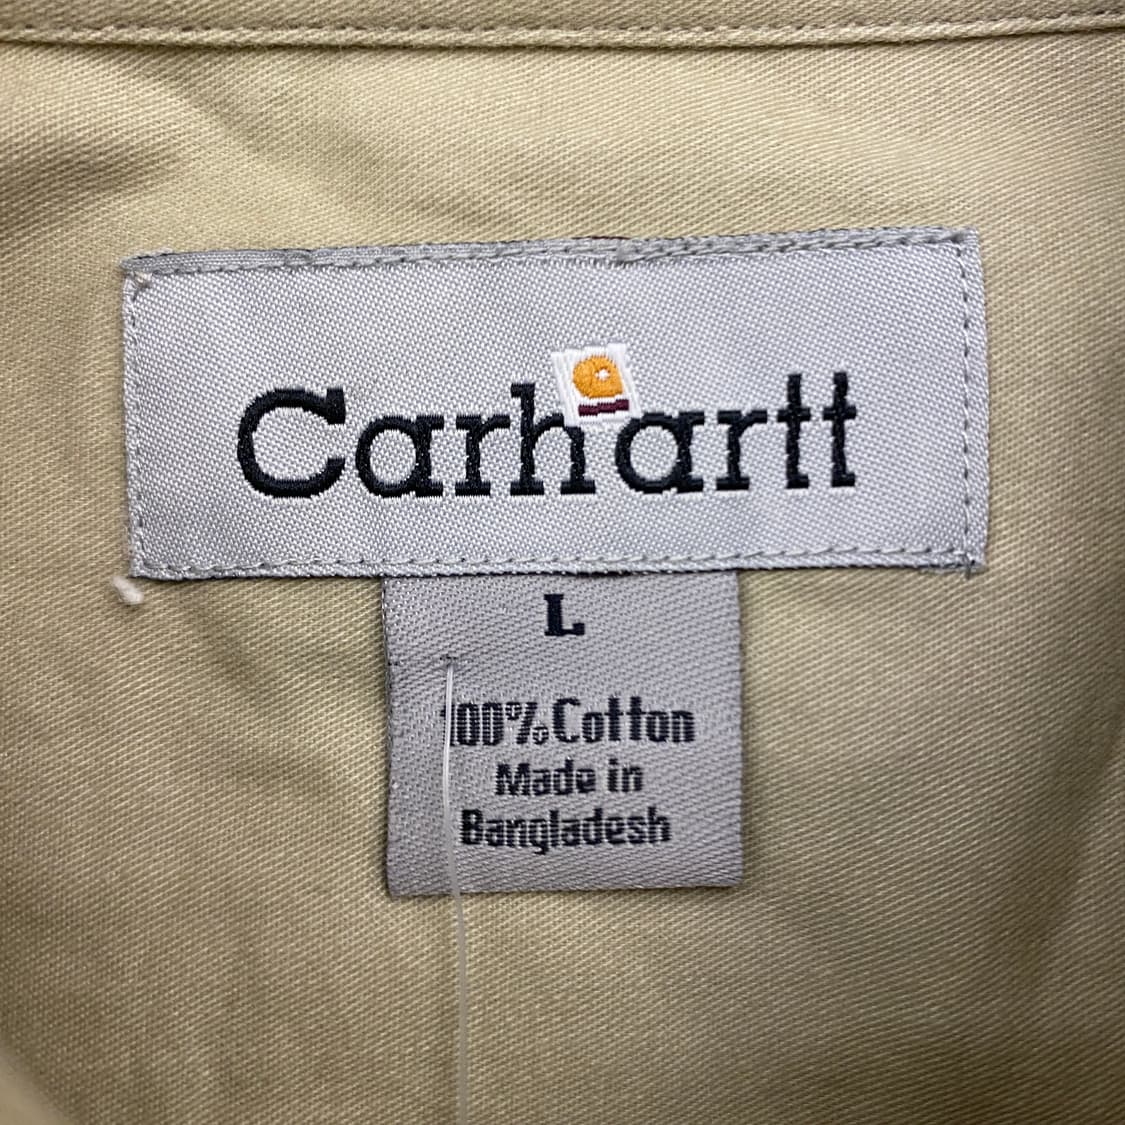 Carhartt
L
100% Cotton
Made in
Bangladesh